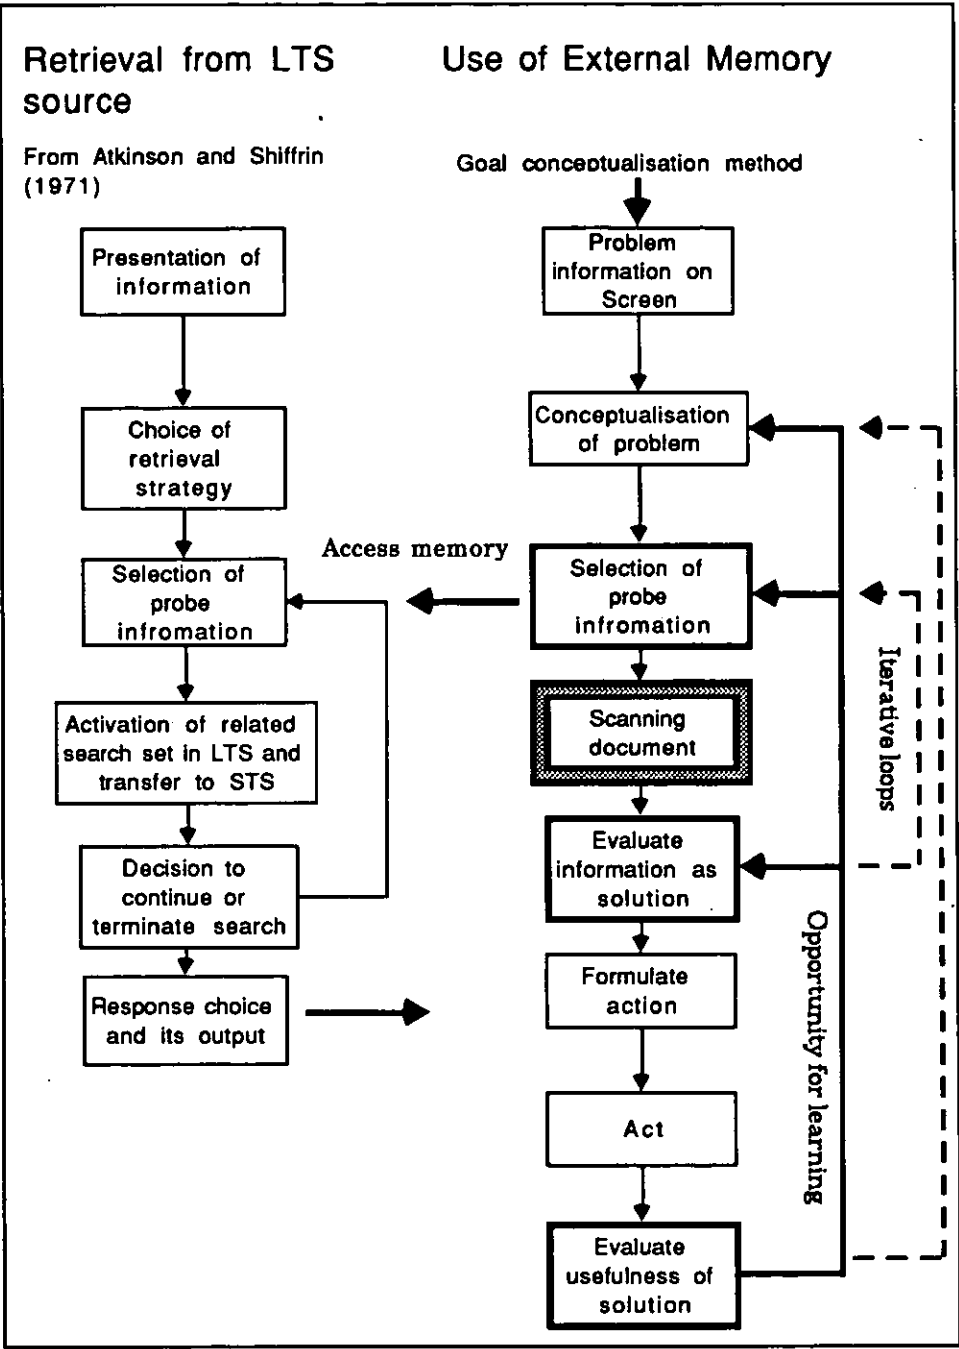 Retrieval from LTS
source
From Atkinson and Shiffrin
(1971)
Presentation of
information
Choice of
retrieval
strategy
Selection of
probe
infromation
Activation of related
search set in LTS and
transfer to STS
Decision to
continue or
terminate search
Response choice
and its output
Access memory
Use of External Memory
Goal conceptualisation method
Problem
information on
Screen
Conceptualisation
of problem
Selection of
probe
infromation
Scanning
document
Evaluate
information as
solution
Formulate
action
Act
Evaluate
usefulness of
solution
Iterative loops
Opportunity for learning